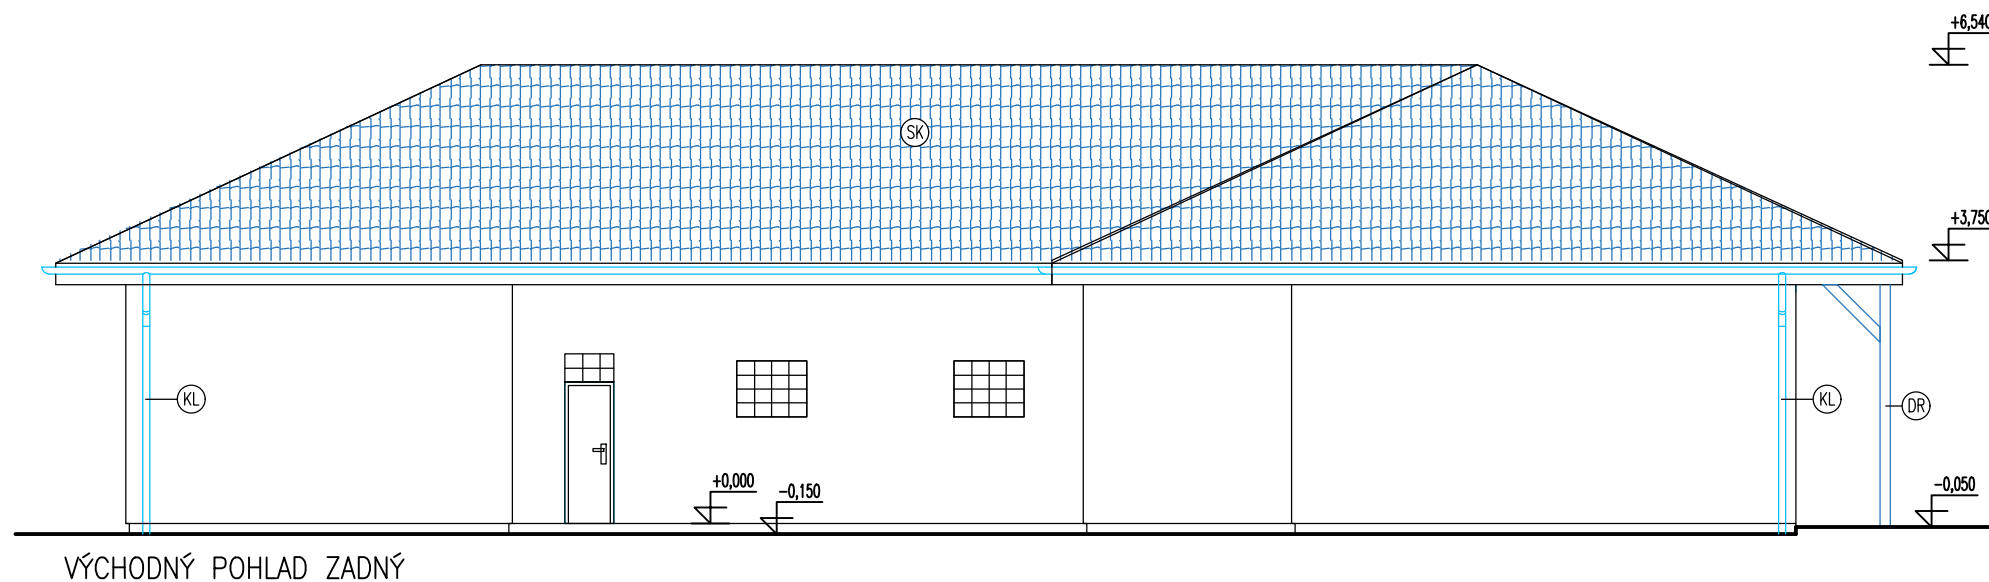 +6,540
SK
+3,750
KL
KL
DR
+0,000
-0,150
-0,050
VÝCHODNÝ POHLAD ZADNÝ